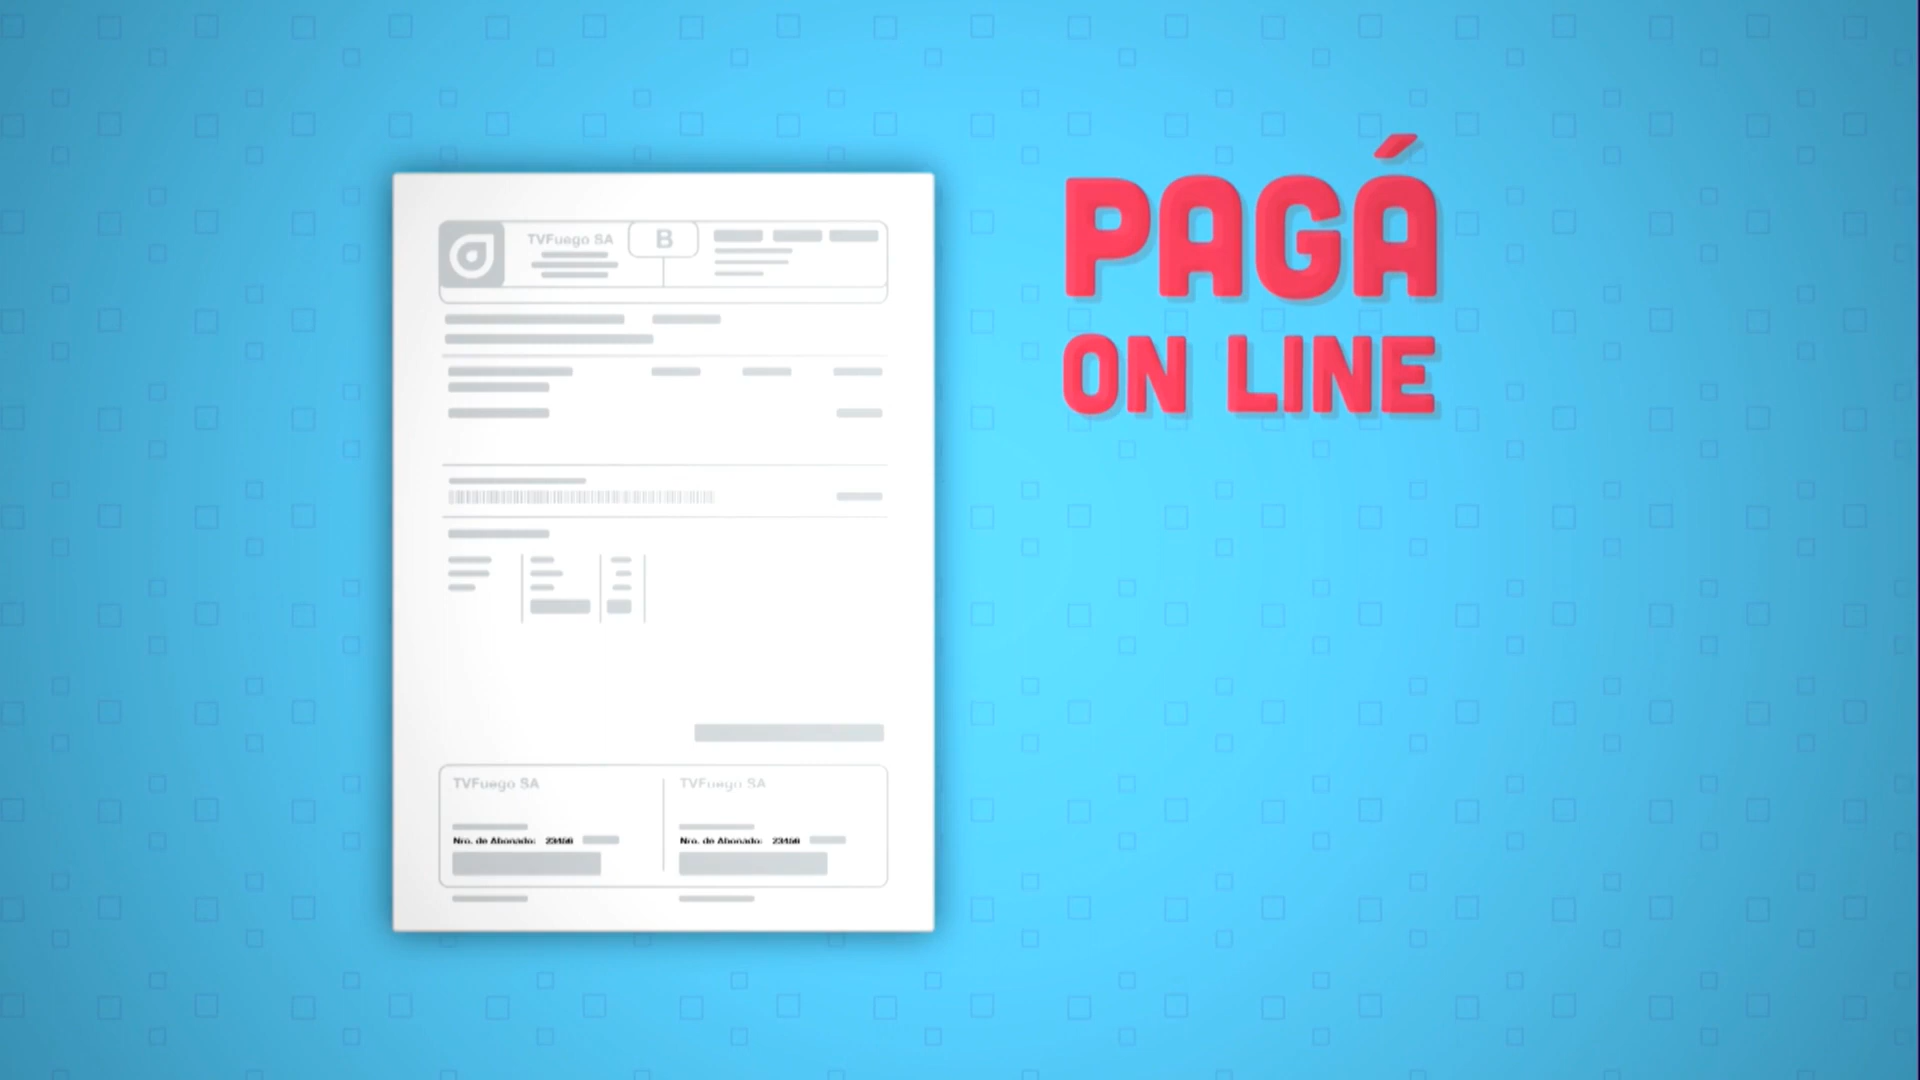 PAGÁ
ON LINE
TVFuego SA
B
TVFuego SA
TVFuego SA
Nro. de Abonado: 23456
Nro. de Abonado: 23456